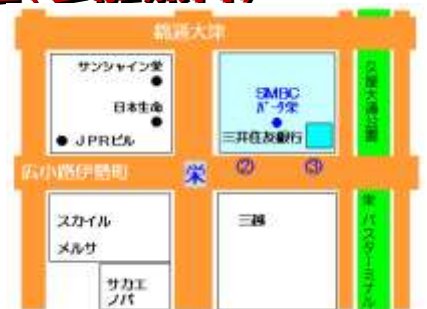 錦通大津
サンシャイン栄
日本生命
JPRビル
SMBC
パーク栄
三井住友銀行
久屋大通公園
広小路伊勢町
栄
②
③
スカイル
メルサ
サカエ
ノバ
三越
栄バスターミナル